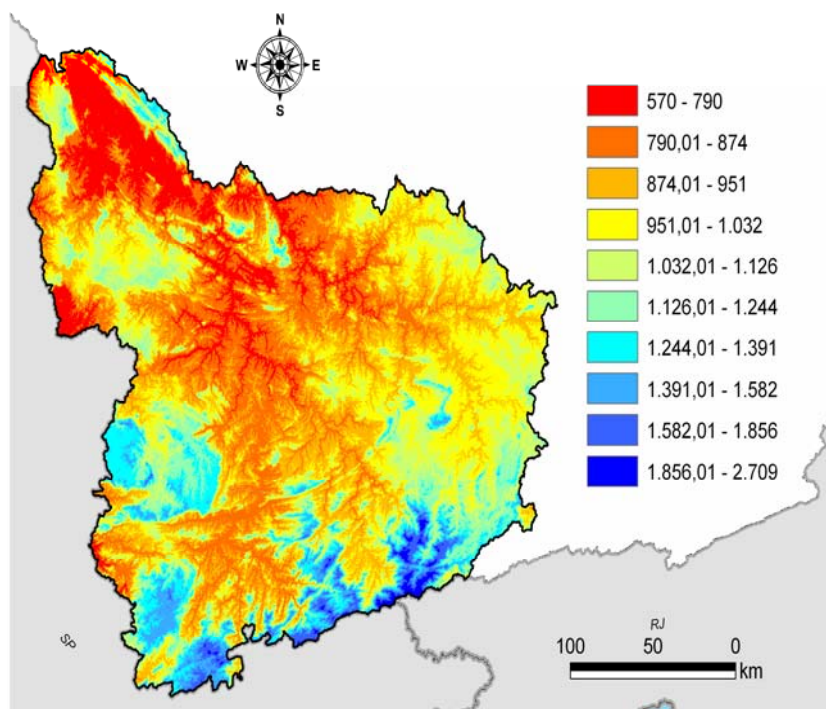 N
W E
S
570 - 790
790,01 - 874
874,01 - 951
951,01 - 1.032
1.032,01 - 1.126
1.126,01 - 1.244
1.244,01 - 1.391
1.391,01 - 1.582
1.582,01 - 1.856
1.856,01 - 2.709
SP
RJ
100 50 0
km